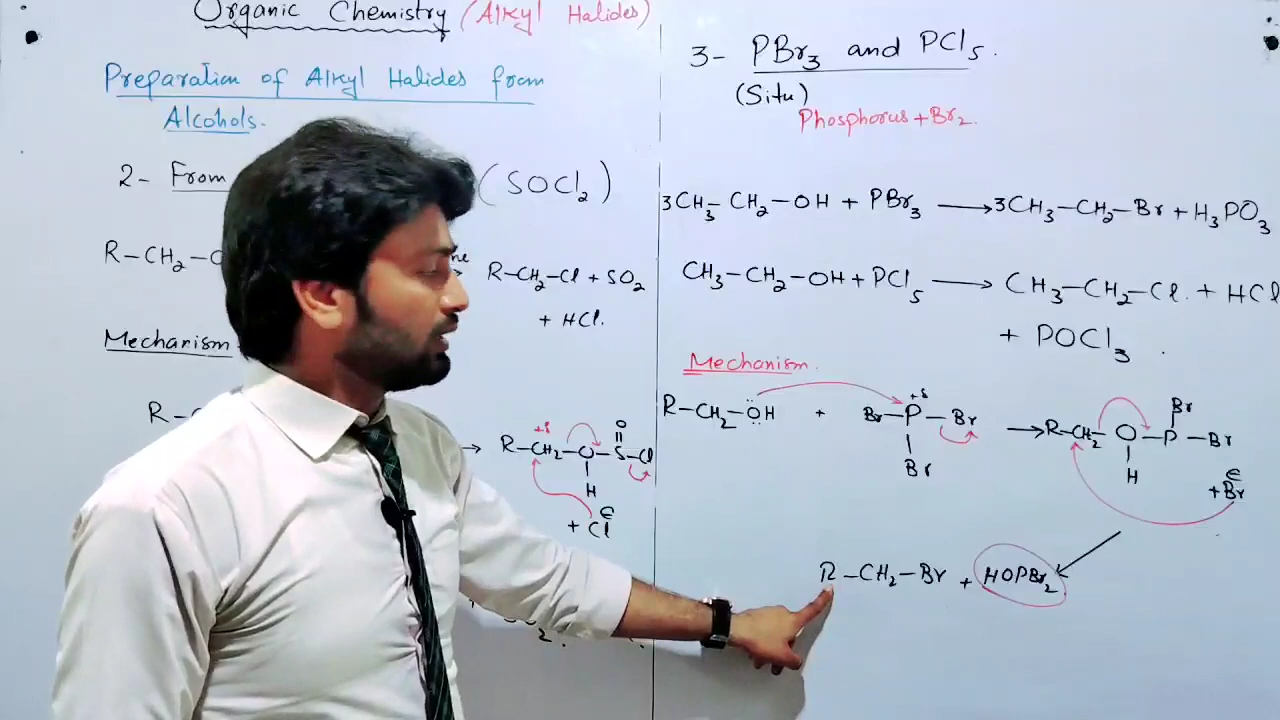 Organic Chemistry (Alkyl Halides)
Preparation of Alkyl Halides from
Alcohols.
2- From (SOCl₂)
R-CH₂-
R-CH₂-Cl + SO₂
+ HCl.
Mechanism
R-
→ R-CH₂-O-S-Cl
+δ
O
H
+ Cl⊖
3- PBr₃ and PCl₅.
(Situ)
Phosphorus + Br₂.
3CH₃-CH₂-OH + PBr₃ → 3CH₃-CH₂-Br + H₃PO₃
CH₃-CH₂-OH + PCl₅ → CH₃-CH₂-Cl. + HCl
+ POCl₃.
Mechanism.
R-CH₂-ÖH + Br-P-Br → R-CH₂-O-P-Br
+δ
Br
Br
H
+ Br⊖
R-CH₂-Br + HOPBr₂